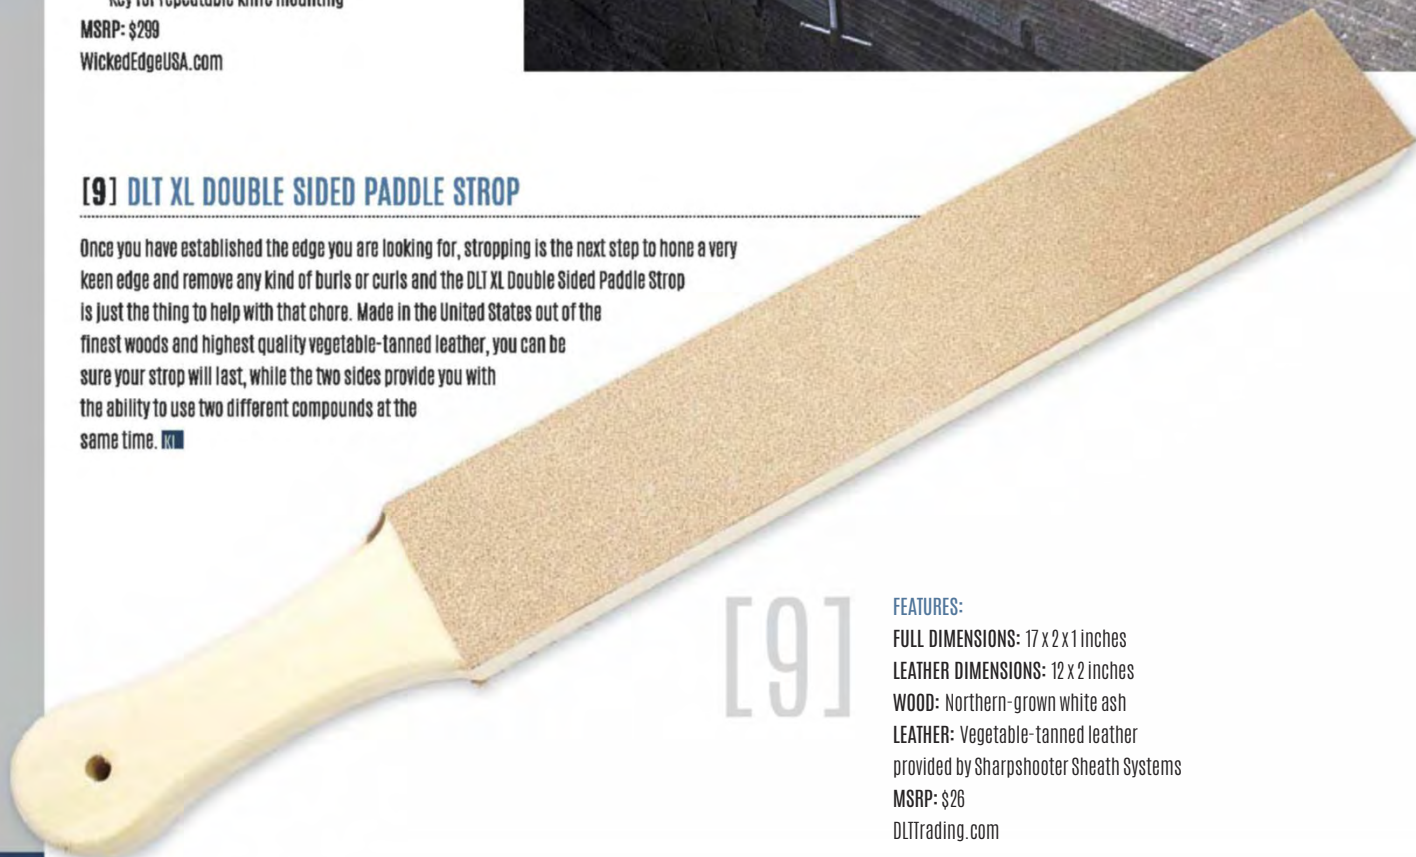 Key for repeatable knife mounting
MSRP: $299
WickedEdgeUSA.com
[9] DLT XL DOUBLE SIDED PADDLE STROP
Once you have established the edge you are looking for, stropping is the next step to hone a very
keen edge and remove any kind of burls or curls and the DLT XL Double Sided Paddle Strop
is just the thing to help with that chore. Made in the United States out of the
finest woods and highest quality vegetable-tanned leather, you can be
sure your strop will last, while the two sides provide you with
the ability to use two different compounds at the
same time. KI
[9]
FEATURES:
FULL DIMENSIONS: 17 x 2 x 1 inches
LEATHER DIMENSIONS: 12 x 2 inches
WOOD: Northern-grown white ash
LEATHER: Vegetable-tanned leather
provided by Sharpshooter Sheath Systems
MSRP: $26
DLTTrading.com